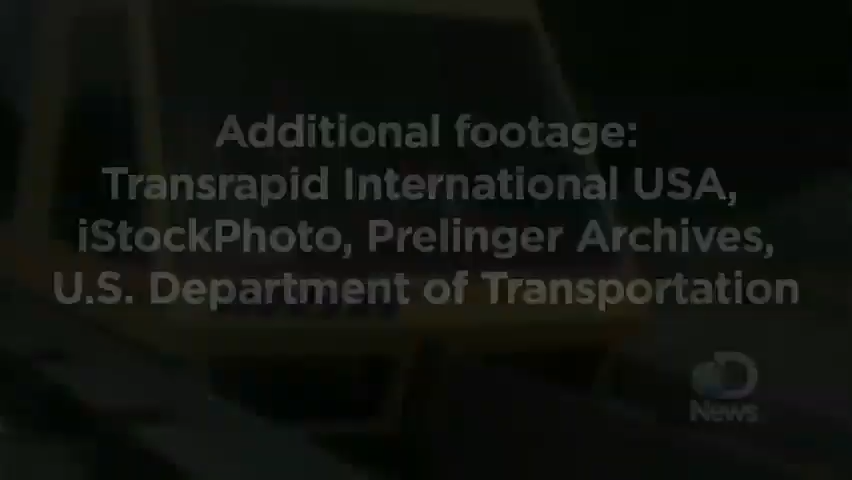 Additional footage:
Transrapid International USA,
iStockPhoto, Prelinger Archives,
U.S. Department of Transportation
News